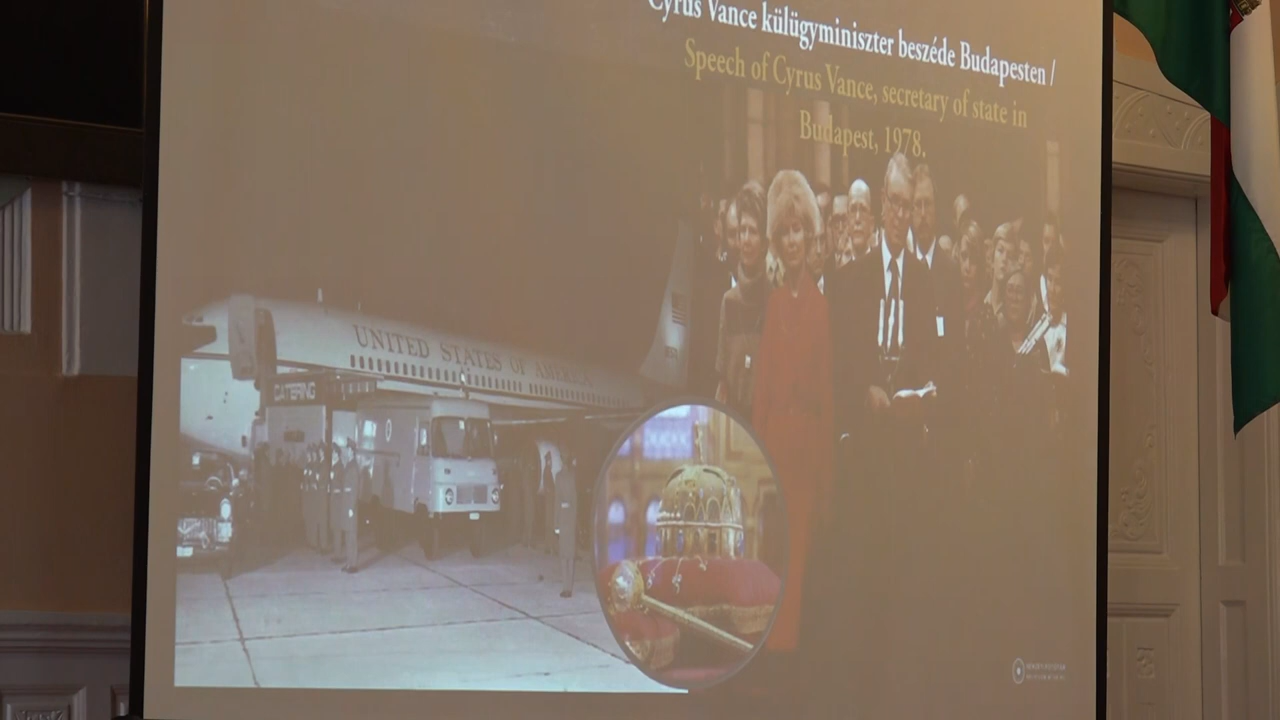 Cyrus Vance külügyminiszter beszéde Budapesten /
Speech of Cyrus Vance, secretary of state in
Budapest, 1978.
UNITED STATES OF AMERICA
CATERING